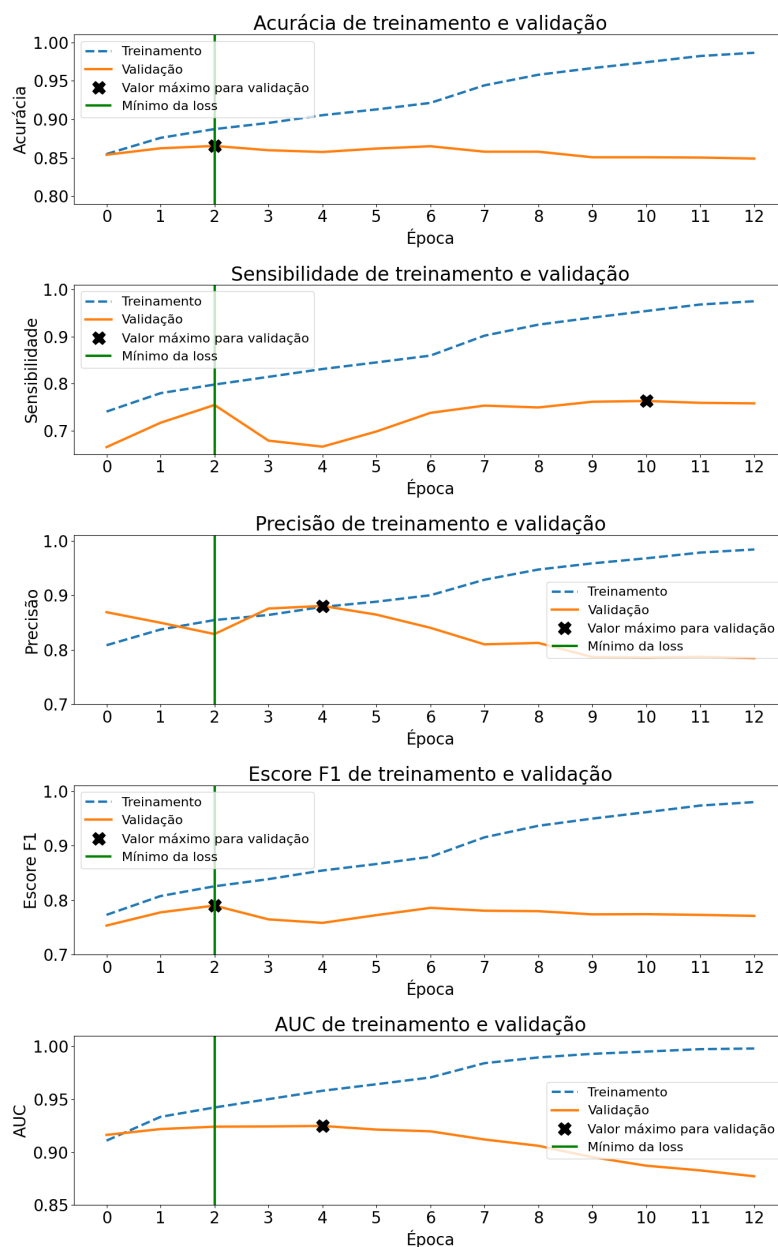 Acurácia de treinamento e validação
1.00
0.95
0.90
0.85
0.80
Acurácia
Treinamento
Validação
Valor máximo para validação
Mínimo da loss
0 1 2 3 4 5 6 7 8 9 10 11 12
Época
Sensibilidade de treinamento e validação
1.0
0.9
0.8
0.7
Sensibilidade
Treinamento
Validação
Valor máximo para validação
Mínimo da loss
0 1 2 3 4 5 6 7 8 9 10 11 12
Época
Precisão de treinamento e validação
1.0
0.9
0.8
0.7
Precisão
Treinamento
Validação
Valor máximo para validação
Mínimo da loss
0 1 2 3 4 5 6 7 8 9 10 11 12
Época
Escore F1 de treinamento e validação
1.0
0.9
0.8
0.7
Escore F1
Treinamento
Validação
Valor máximo para validação
Mínimo da loss
0 1 2 3 4 5 6 7 8 9 10 11 12
Época
AUC de treinamento e validação
1.00
0.95
0.90
0.85
AUC
Treinamento
Validação
Valor máximo para validação
Mínimo da loss
0 1 2 3 4 5 6 7 8 9 10 11 12
Época